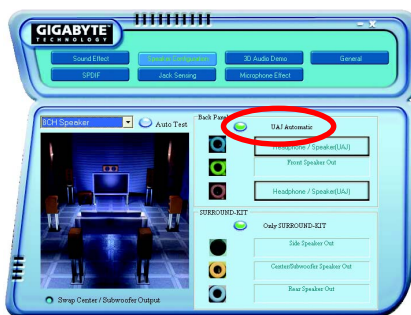 GIGABYTE
TECHNOLOGY
- X
Sound Effect
Speaker Configuration
3D Audio Demo
General
SPDIF
Jack Sensing
Microphone Effect
8CH Speaker
Auto Test
Back Panel
UAJ Automatic
Headphone / Speaker(UAJ)
Front Speaker Out
Headphone / Speaker(UAJ)
SURROUND-KIT
Only SURROUND-KIT
Side Speaker Out
Center/Subwoofer Speaker Out
Rear Speaker Out
Swap Center / Subwoofer Output